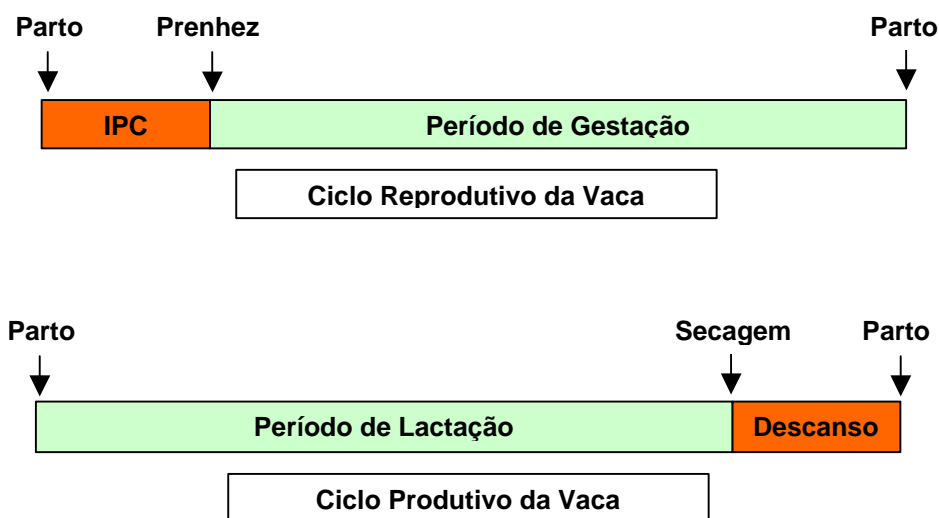 Parto Prenhez Parto
IPC Período de Gestação
Ciclo Reprodutivo da Vaca
Parto Secagem Parto
Período de Lactação Descanso
Ciclo Produtivo da Vaca